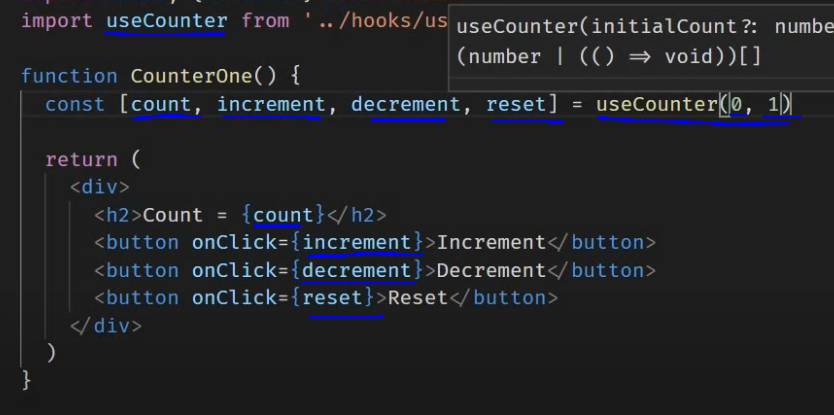 import useCounter from '../hooks/us
useCounter(initialCount?: numbe
(number | (() => void))[]
function CounterOne() {
const [count, increment, decrement, reset] = useCounter(0, 1)
return (
<div>
<h2>Count = {count}</h2>
<button onClick={increment}>Increment</button>
<button onClick={decrement}>Decrement</button>
<button onClick={reset}>Reset</button>
</div>
)
}